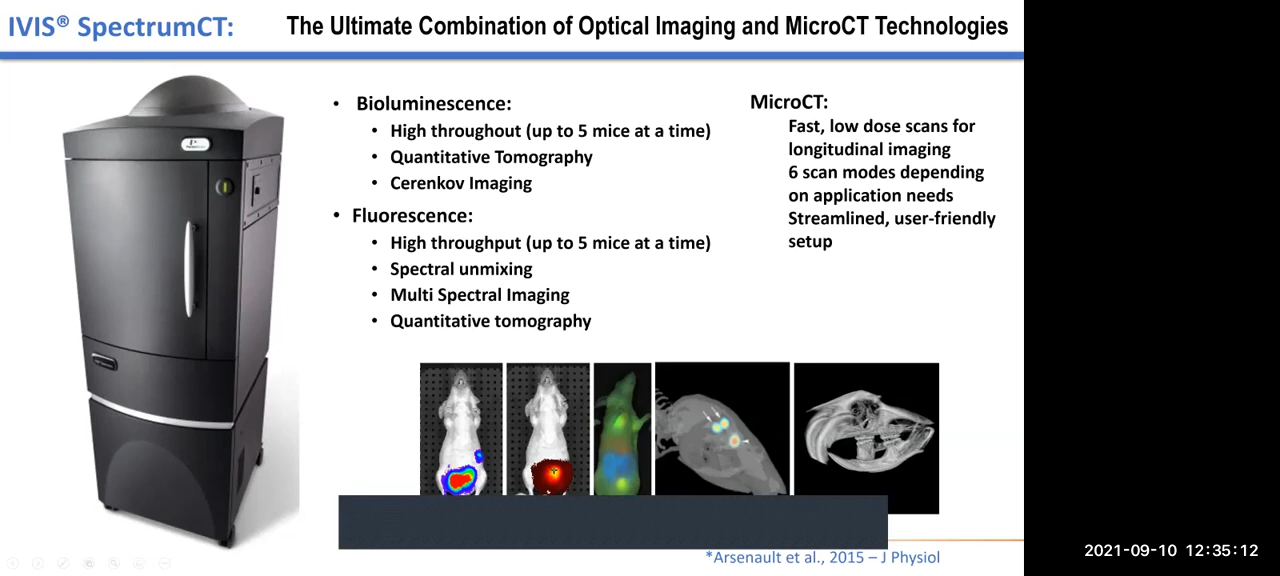 IVIS® SpectrumCT:
The Ultimate Combination of Optical Imaging and MicroCT Technologies
• Bioluminescence:
• High throughout (up to 5 mice at a time)
• Quantitative Tomography
• Cerenkov Imaging
• Fluorescence:
• High throughput (up to 5 mice at a time)
• Spectral unmixing
• Multi Spectral Imaging
• Quantitative tomography
MicroCT:
Fast, low dose scans for
longitudinal imaging
6 scan modes depending
on application needs
Streamlined, user-friendly
setup
*Arsenault et al., 2015 – J Physiol
2021-09-10 12:35:12